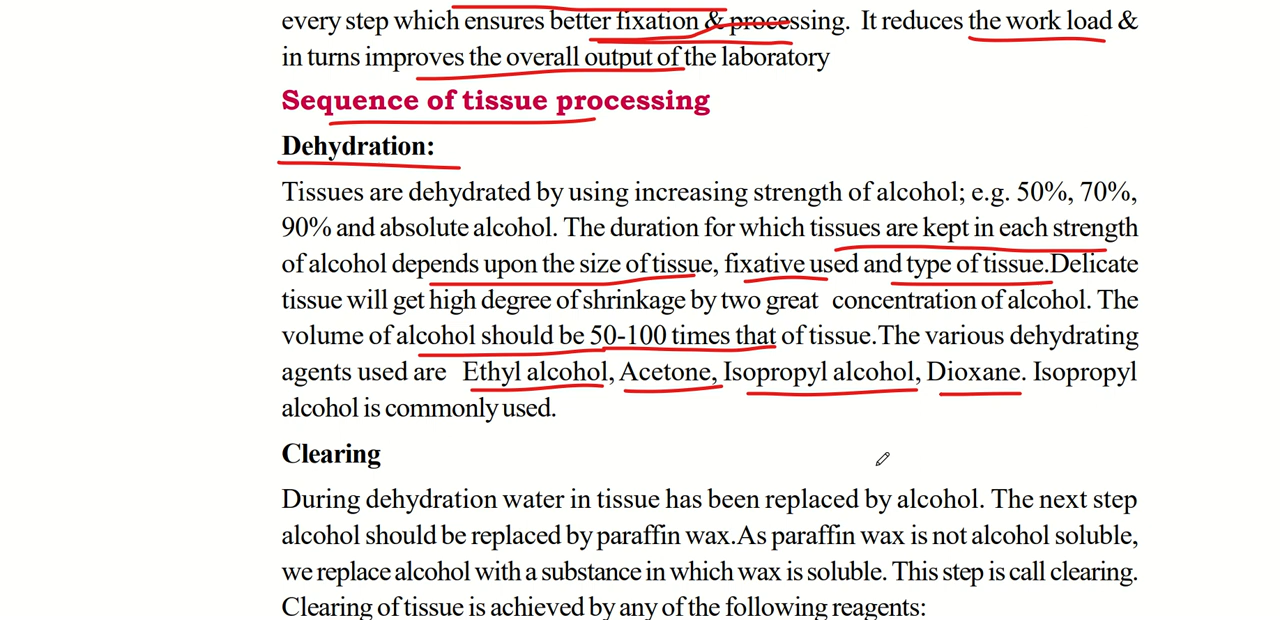 every step which ensures better fixation & processing. It reduces the work load &
in turns improves the overall output of the laboratory
Sequence of tissue processing
Dehydration:
Tissues are dehydrated by using increasing strength of alcohol; e.g. 50%, 70%,
90% and absolute alcohol. The duration for which tissues are kept in each strength
of alcohol depends upon the size of tissue, fixative used and type of tissue.Delicate
tissue will get high degree of shrinkage by two great concentration of alcohol. The
volume of alcohol should be 50-100 times that of tissue.The various dehydrating
agents used are Ethyl alcohol, Acetone, Isopropyl alcohol, Dioxane. Isopropyl
alcohol is commonly used.
Clearing
During dehydration water in tissue has been replaced by alcohol. The next step
alcohol should be replaced by paraffin wax.As paraffin wax is not alcohol soluble,
we replace alcohol with a substance in which wax is soluble. This step is call clearing.
Clearing of tissue is achieved by any of the following reagents: